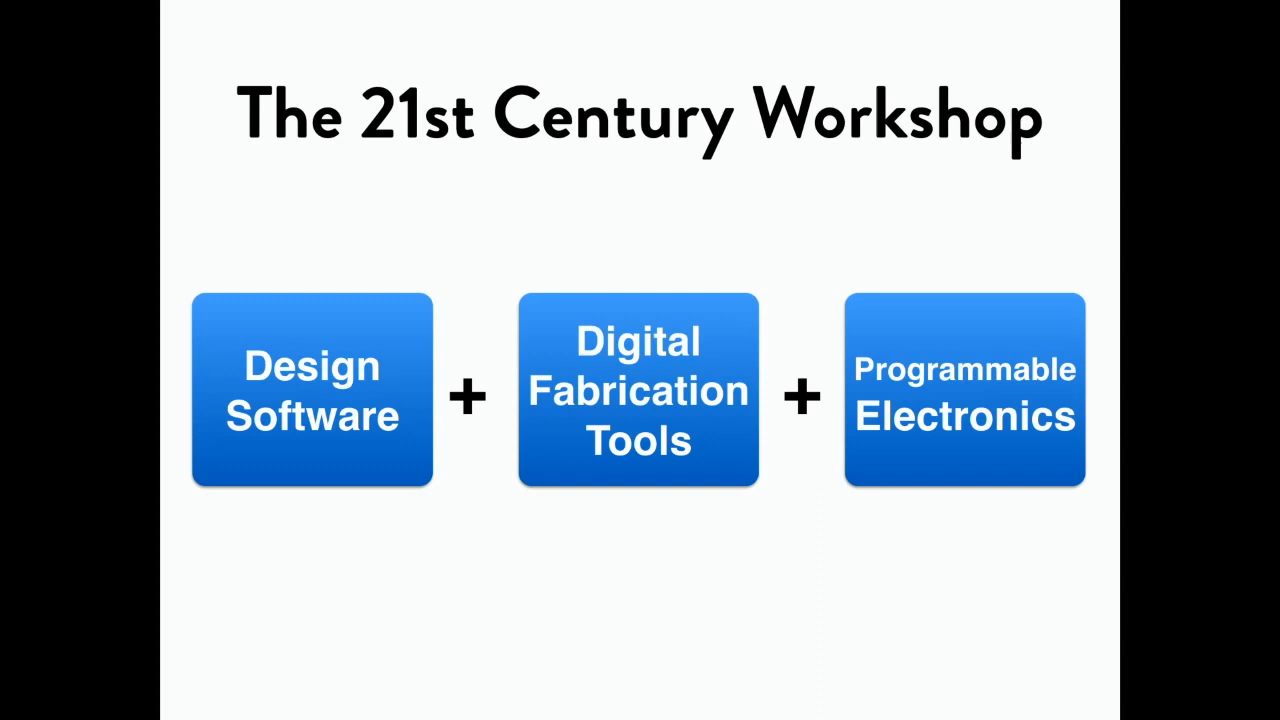 The 21st Century Workshop
Design
Software
+
Digital
Fabrication
Tools
+
Programmable
Electronics